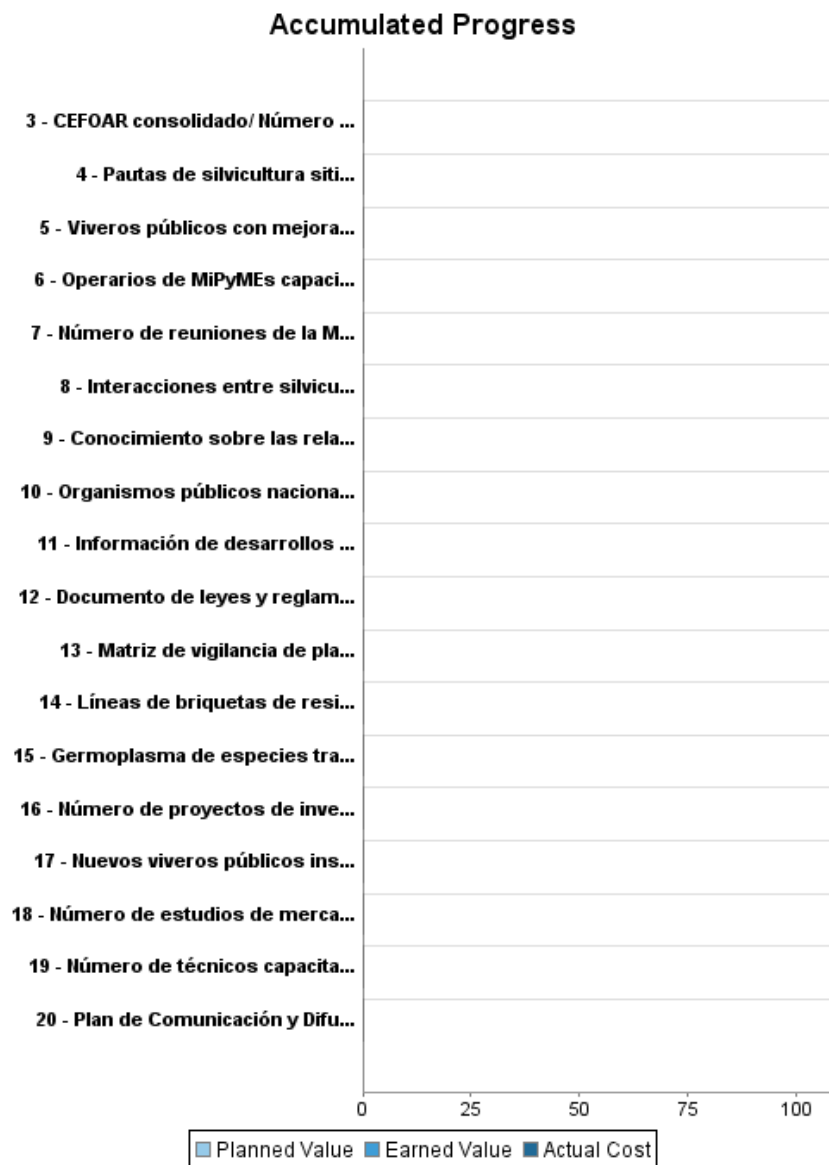 Accumulated Progress
3 - CEFOAR consolidado/ Número ...
4 - Pautas de silvicultura siti...
5 - Viveros públicos con mejora...
6 - Operarios de MiPyMEs capaci...
7 - Número de reuniones de la M...
8 - Interacciones entre silvicu...
9 - Conocimiento sobre las rela...
10 - Organismos públicos naciona...
11 - Información de desarrollos ...
12 - Documento de leyes y reglam...
13 - Matriz de vigilancia de pla...
14 - Líneas de briquetas de resi...
15 - Germoplasma de especies tra...
16 - Número de proyectos de inve...
17 - Nuevos viveros públicos ins...
18 - Número de estudios de merca...
19 - Número de técnicos capacita...
20 - Plan de Comunicación y Difu...
0 25 50 75 100
Planned Value Earned Value Actual Cost